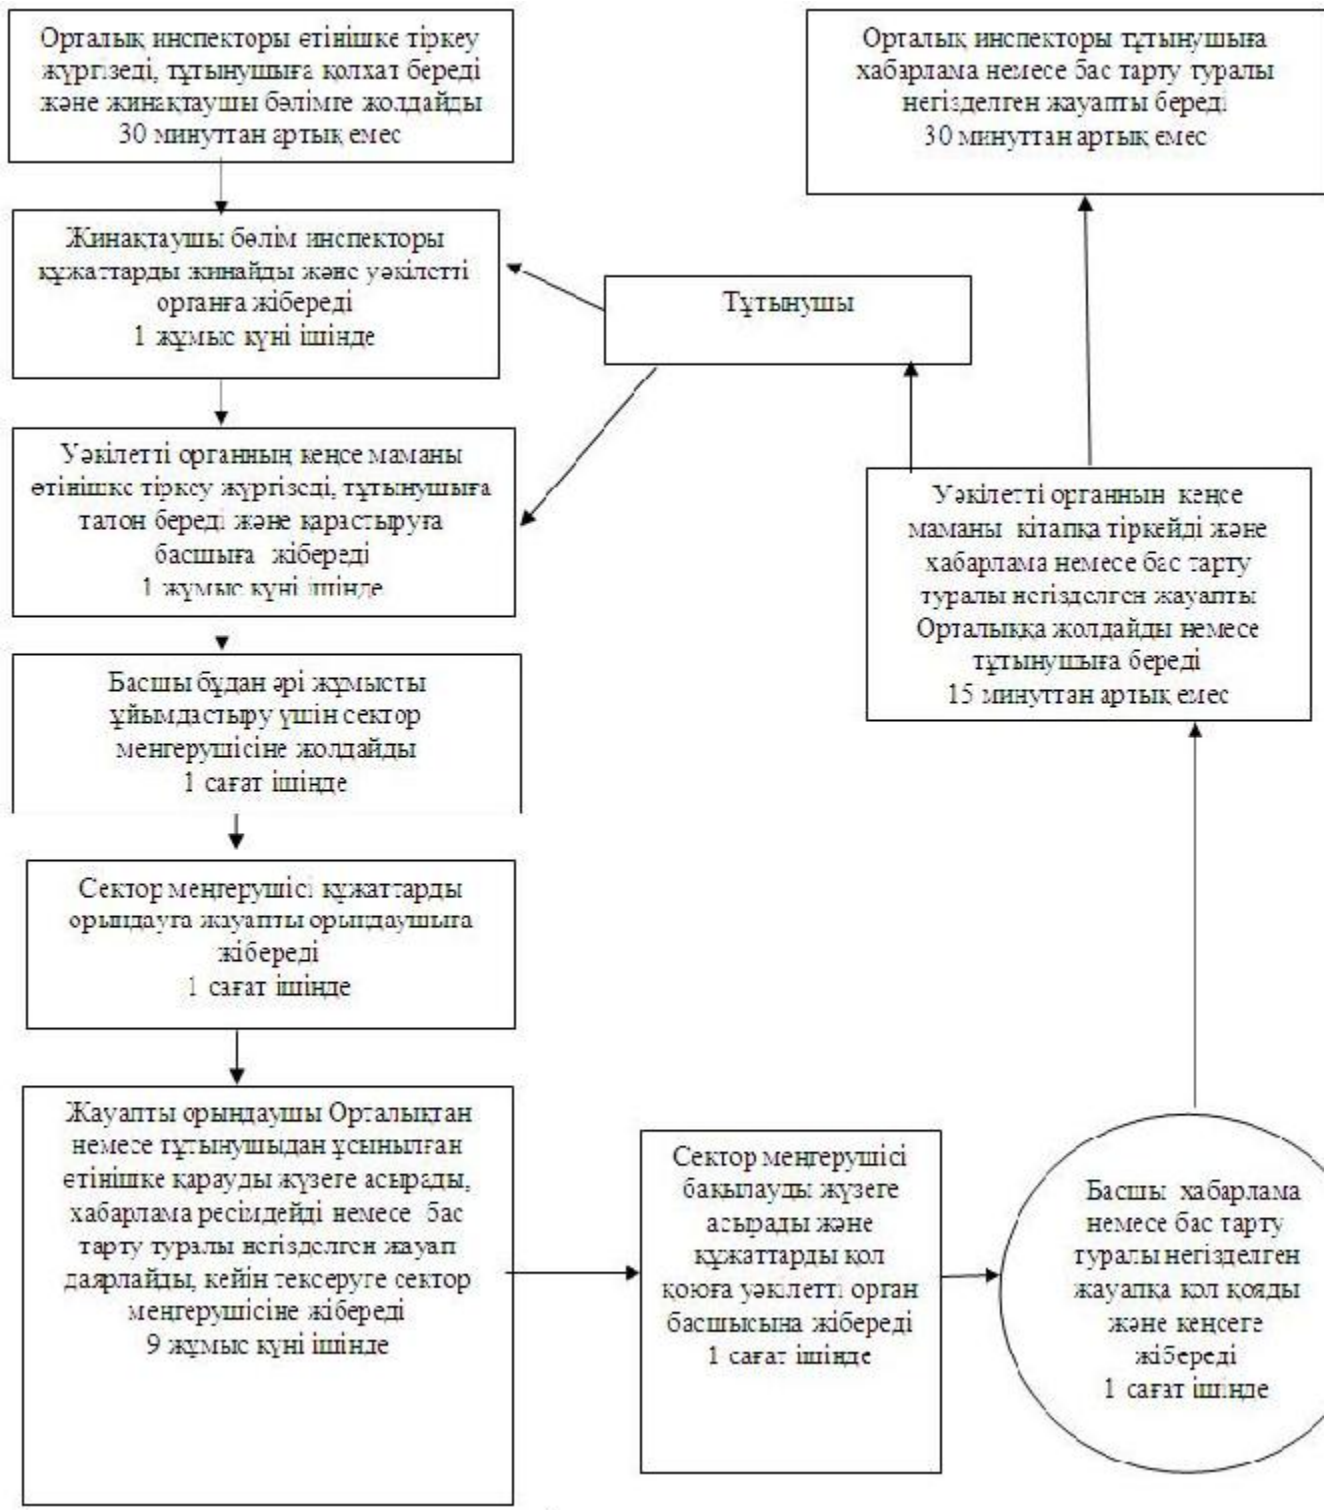 Орталық инспекторы өтінішке тіркеу
жүргізеді, тұтынушыға қолхат береді
және жинақтаушы бөлімге жолдайды
30 минуттан артық емес
Жинақтаушы бөлім инспекторы
құжаттарды жинайды және уәкілетті
органға жібереді
1 жұмыс күні ішінде
Уәкілетті органның кеңсе маманы
өтінішке тіркеу жүргізеді, тұтынушыға
талон береді және қарастыруға
басшыға жібереді
1 жұмыс күні ішінде
Басшы бұдан әрі жұмысты
ұйымдастыру үшін сектор
меңгерушісіне жолдайды
1 сағат ішінде
Сектор меңгерушісі құжаттарды
орындауға жауапты орындаушыға
жібереді
1 сағат ішінде
Жауапты орындаушы Орталықтан
немесе тұтынушыдан ұсынылған
өтінішке қарауды жүзеге асырады,
хабарлама ресімдейді немесе бас
тарту туралы негізделген жауап
даярлайды, кейін тексеруге сектор
меңгерушісіне жібереді
9 жұмыс күні ішінде
Сектор меңгерушісі
бақылауды жүзеге
асырады және
құжаттарды қол
қоюға уәкілетті орган
басшысына жібереді
1 сағат ішінде
Басшы хабарлама
немесе бас тарту
туралы негізделген
жауапқа қол қояды
және кеңсеге
жібереді
1 сағат ішінде
Уәкілетті органнын кеңсе
маманы кітапқа тіркейді және
хабарлама немесе бас тарту
туралы негізделген жауапты
Орталыққа жолдайды немесе
тұтынушыға береді
15 минуттан артық емес
Тұтынушы
Орталық инспекторы тұтынушыға
хабарлама немесе бас тарту туралы
негізделген жауапты береді
30 минуттан артық емес